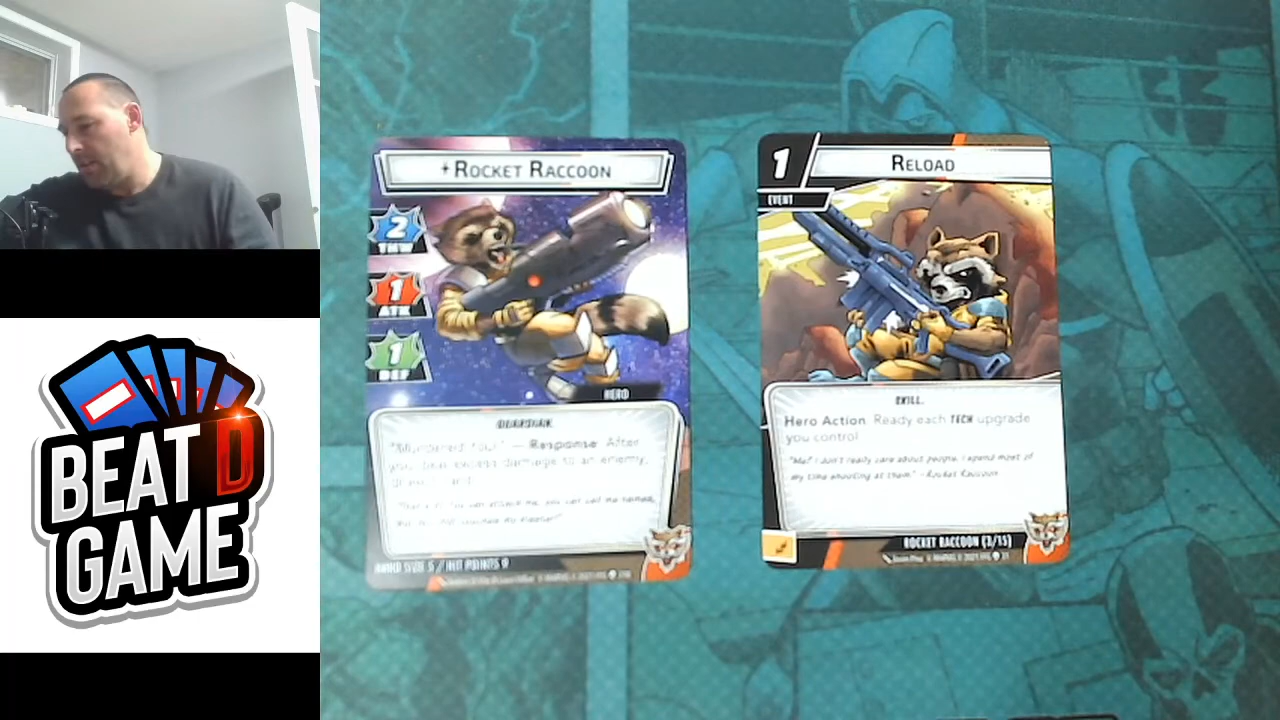 ROCKET RACCOON
2
THW
1
ATK
1
DEF
HERO
GUARDIAN.
"Murdered You!" — Response: After
you deal excess damage to an enemy,
HAND SIZE 5 / HIT POINTS 9
1
RELOAD
EVENT
SKILL.
Hero Action: Ready each TECH upgrade
you control.
"Me? I don't really care about people. I spend most of
my time shooting at them." –Rocket Raccoon
ROCKET RACCOON (3/15)
BEAT D
GAME